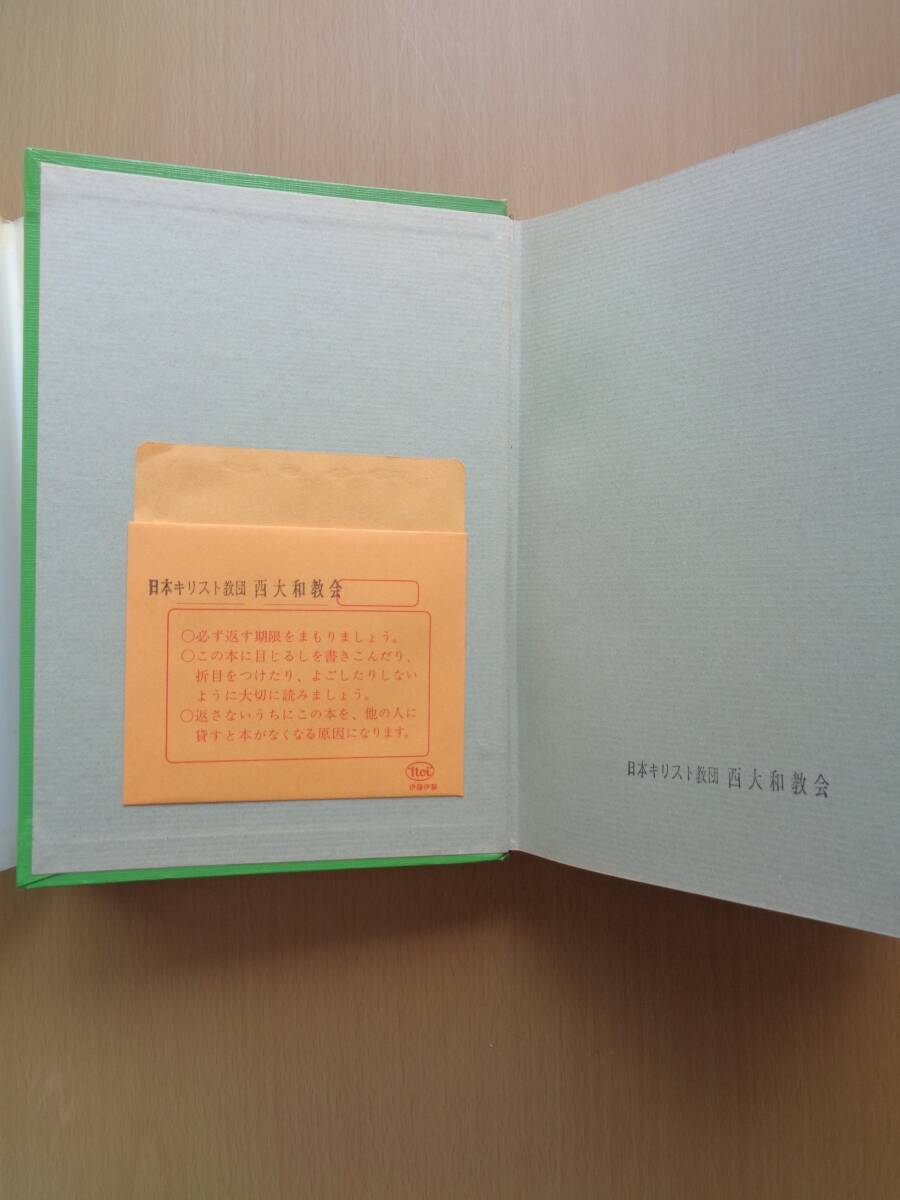 日本キリスト教団 西大和教会
○必ず返す期限をまもりましょう。
○この本に目じるしを書きこんだり、
折目をつけたり、よごしたりしない
ように大切に読みましょう。
○返さないうちにこの本を、他の人に
貸すと本がなくなる原因になります。
Itoi
伊藤伊
日本キリスト教団 西大和教会